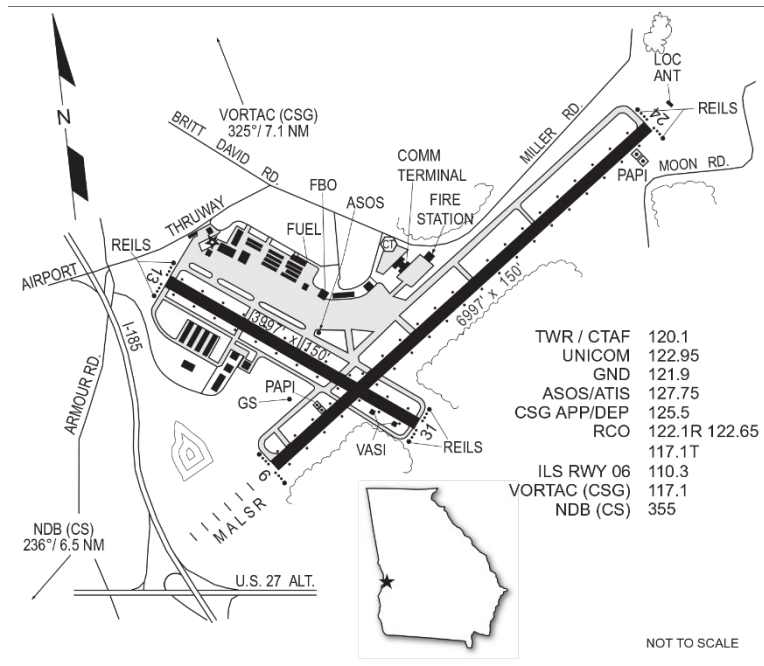 LOC
ANT
REILS
24
N
VORTAC (CSG)
325°/ 7.1 NM
BRITT
DAVID
RD.
MILLER RD.
COMM
TERMINAL
PAPI
MOON RD.
THRUWAY
FBO
ASOS
FIRE
STATION
FUEL
CT
REILS
13
AIRPORT
I-185
3997' X 150'
6997' X 150'
ARMOUR RD.
PAPI
GS
31
VASI
REILS
6
MALSR
TWR / CTAF 120.1
UNICOM 122.95
GND 121.9
ASOS/ATIS 127.75
CSG APP/DEP 125.5
RCO 122.1R 122.65
117.1T
ILS RWY 06 110.3
VORTAC (CSG) 117.1
NDB (CS) 355
NDB (CS)
236°/ 6.5 NM
U.S. 27 ALT.
NOT TO SCALE